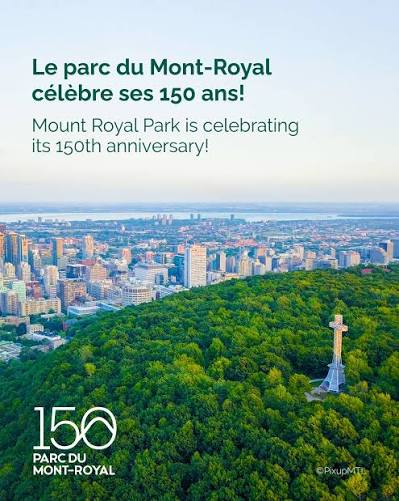 Le parc du Mont-Royal
célèbre ses 150 ans!
Mount Royal Park is celebrating
its 150th anniversary!
150
PARC DU
MONT-ROYAL
©PixupMTL